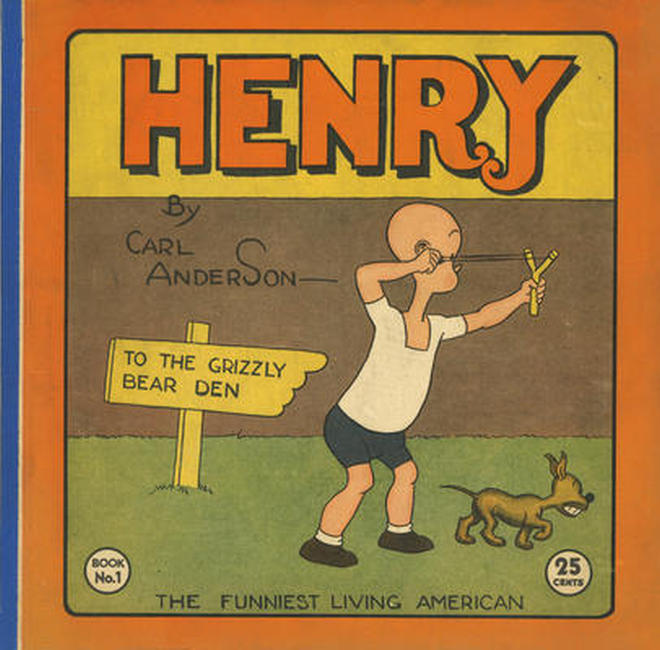 HENRY
By
CARL
ANDERSON
TO THE GRIZZLY
BEAR DEN
BOOK
No.1
25
CENTS
THE FUNNIEST LIVING AMERICAN